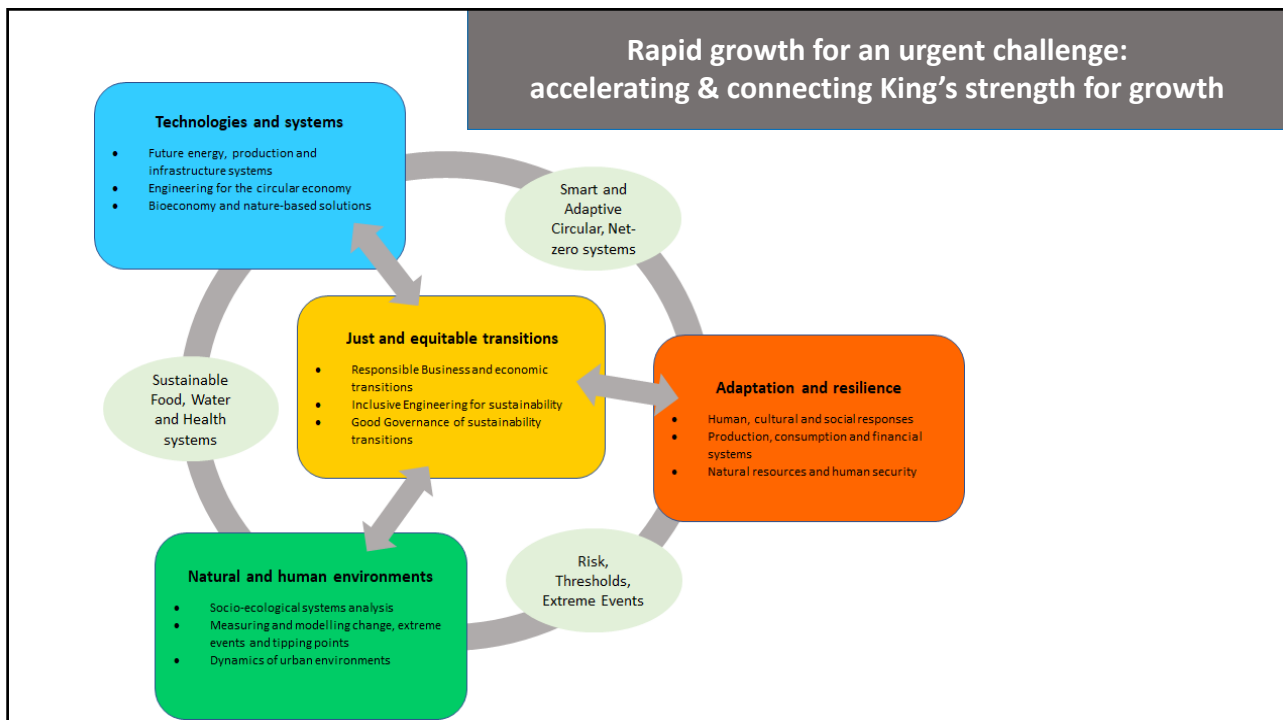 Rapid growth for an urgent challenge:
accelerating & connecting King's strength for growth
Technologies and systems
• Future energy, production and
infrastructure systems
• Engineering for the circular economy
• Bioeconomy and nature-based solutions
Smart and
Adaptive
Circular, Net-
zero systems
Just and equitable transitions
• Responsible Business and economic
transitions
• Inclusive Engineering for sustainability
• Good Governance of sustainability
transitions
Sustainable
Food, Water
and Health
systems
Adaptation and resilience
• Human, cultural and social responses
• Production, consumption and financial
systems
• Natural resources and human security
Natural and human environments
• Socio-ecological systems analysis
• Measuring and modelling change, extreme
events and tipping points
• Dynamics of urban environments
Risk,
Thresholds,
Extreme Events